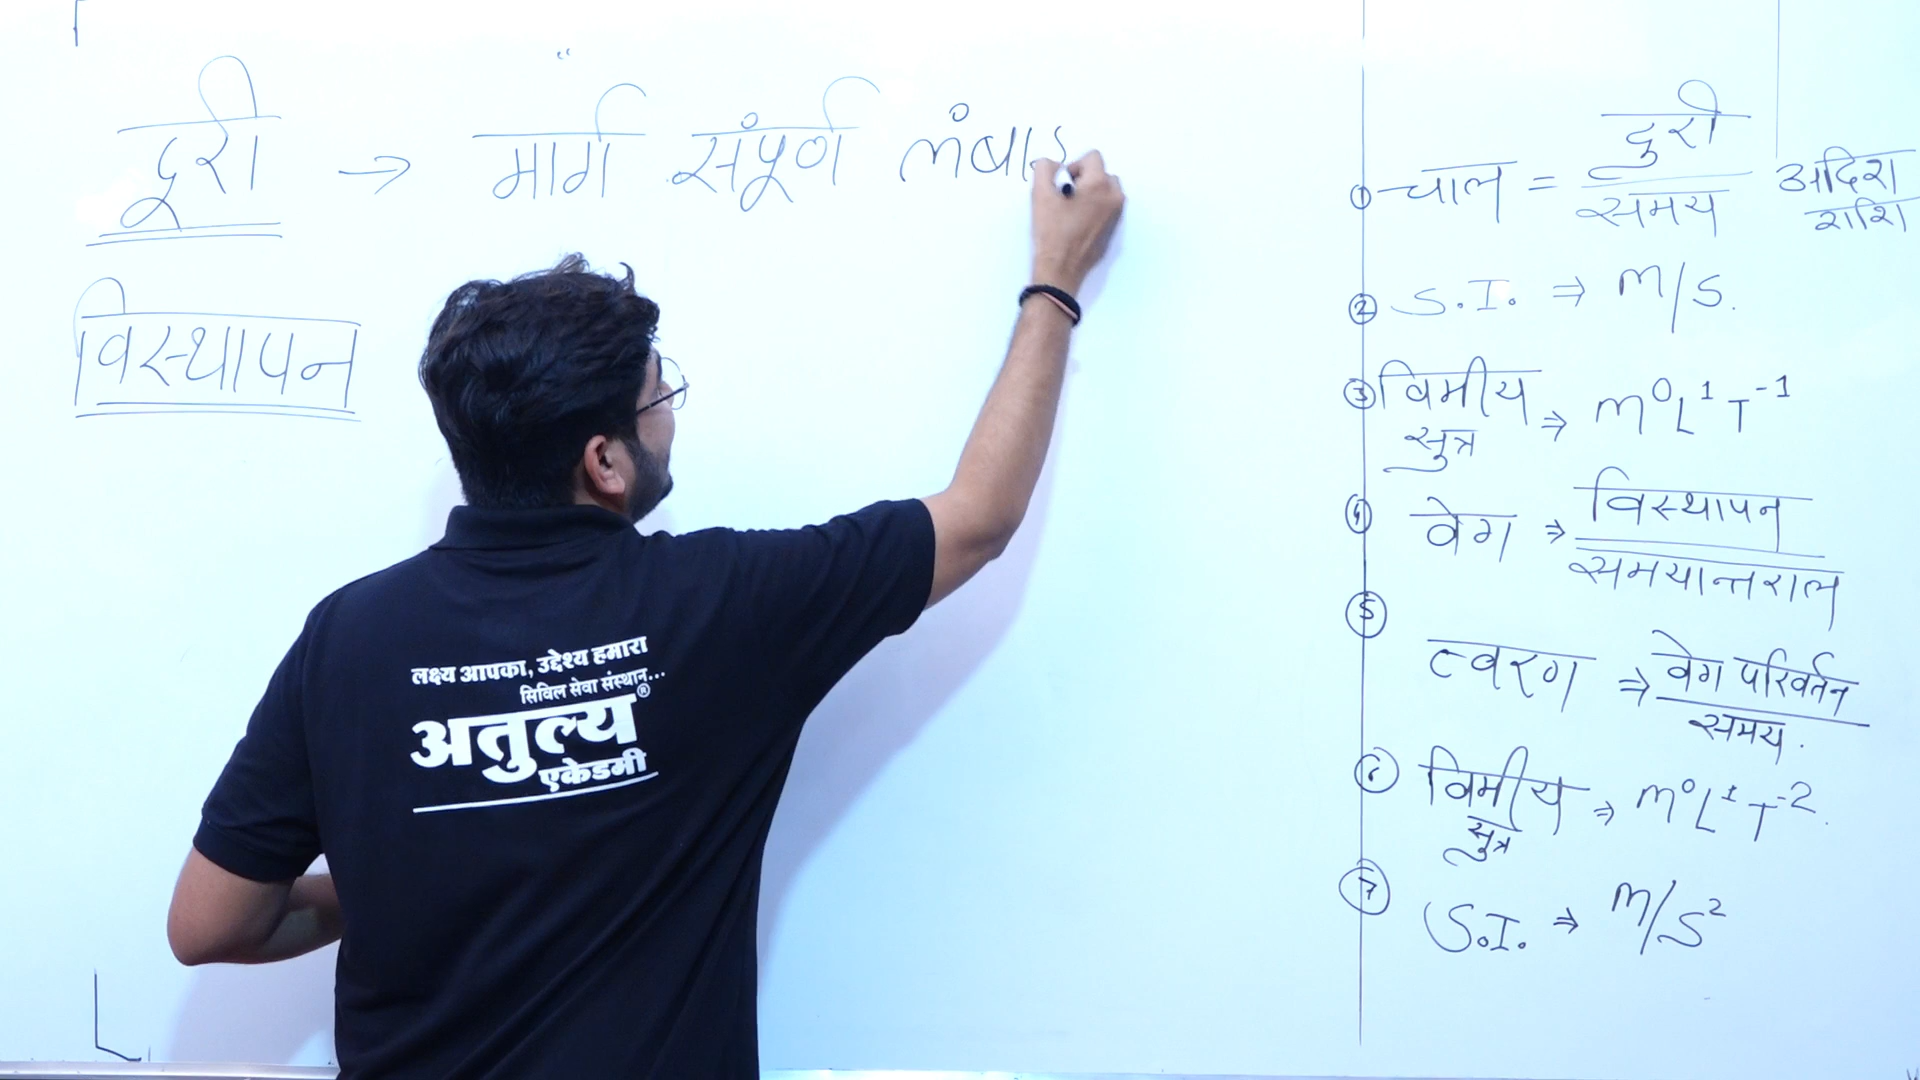 दूरी → मार्ग संपूर्ण लंबाई
विस्थापन
① चाल = दुरी / समय अदिश राशि
② S.I. ⇒ m/s.
③ विमीय सुत्र ⇒ M⁰L¹T⁻¹
④ वेग ⇒ विस्थापन / समयान्तराल
⑤
त्वरण ⇒ वेग परिवर्तन / समय.
⑥ विमीय सुत्र ⇒ M⁰L¹T⁻².
⑦ S.I. ⇒ m/s²
लक्ष्य आपका, उद्देश्य हमारा
सिविल सेवा संस्थान...
अतुल्य®
एकेडमी